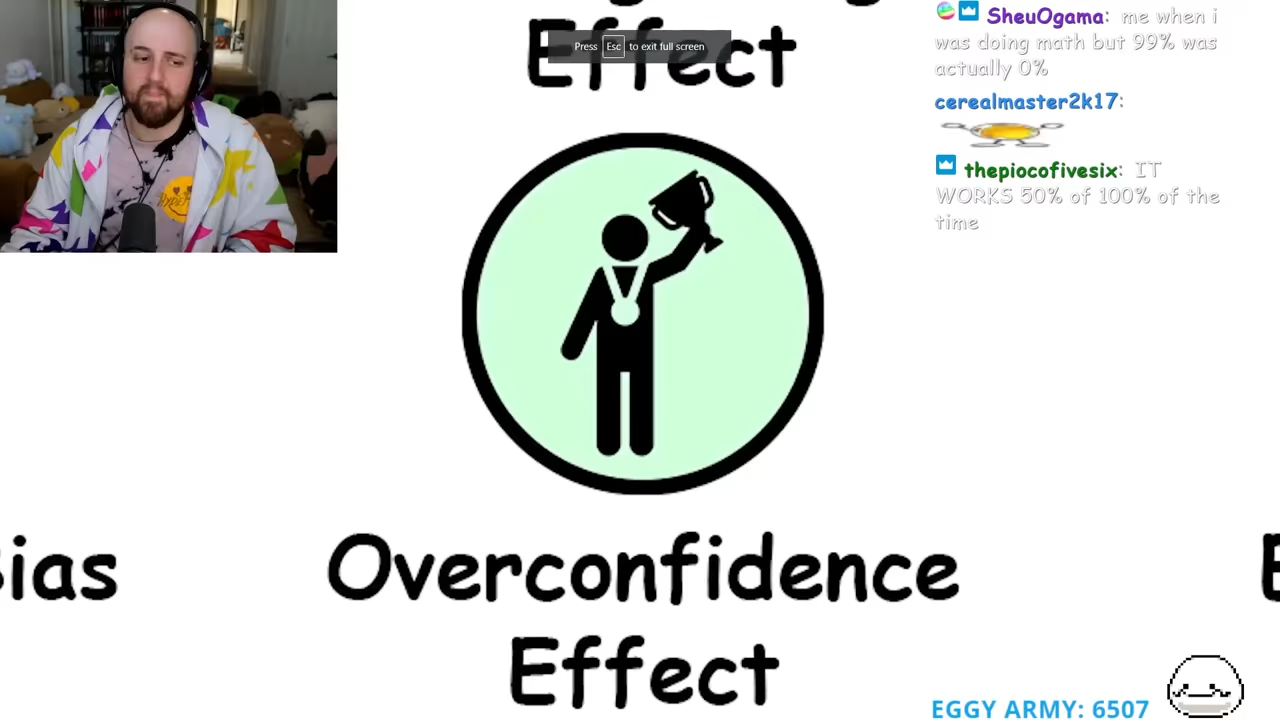 Effect
Press Esc to exit full screen
SheuOgama: me when i
was doing math but 99% was
actually 0%
cerealmaster2k17:
thepiocofivesix: IT
WORKS 50% of 100% of the
time
Overconfidence
Effect
EGGY ARMY: 6507